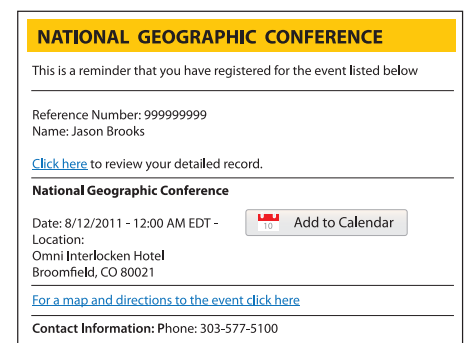 NATIONAL GEOGRAPHIC CONFERENCE
This is a reminder that you have registered for the event listed below
Reference Number: 999999999
Name: Jason Brooks
Click here to review your detailed record.
National Geographic Conference
Date: 8/12/2011 - 12:00 AM EDT -
Location:
Omni Interlocken Hotel
Broomfield, CO 80021
10 Add to Calendar
For a map and directions to the event click here
Contact Information: Phone: 303-577-5100